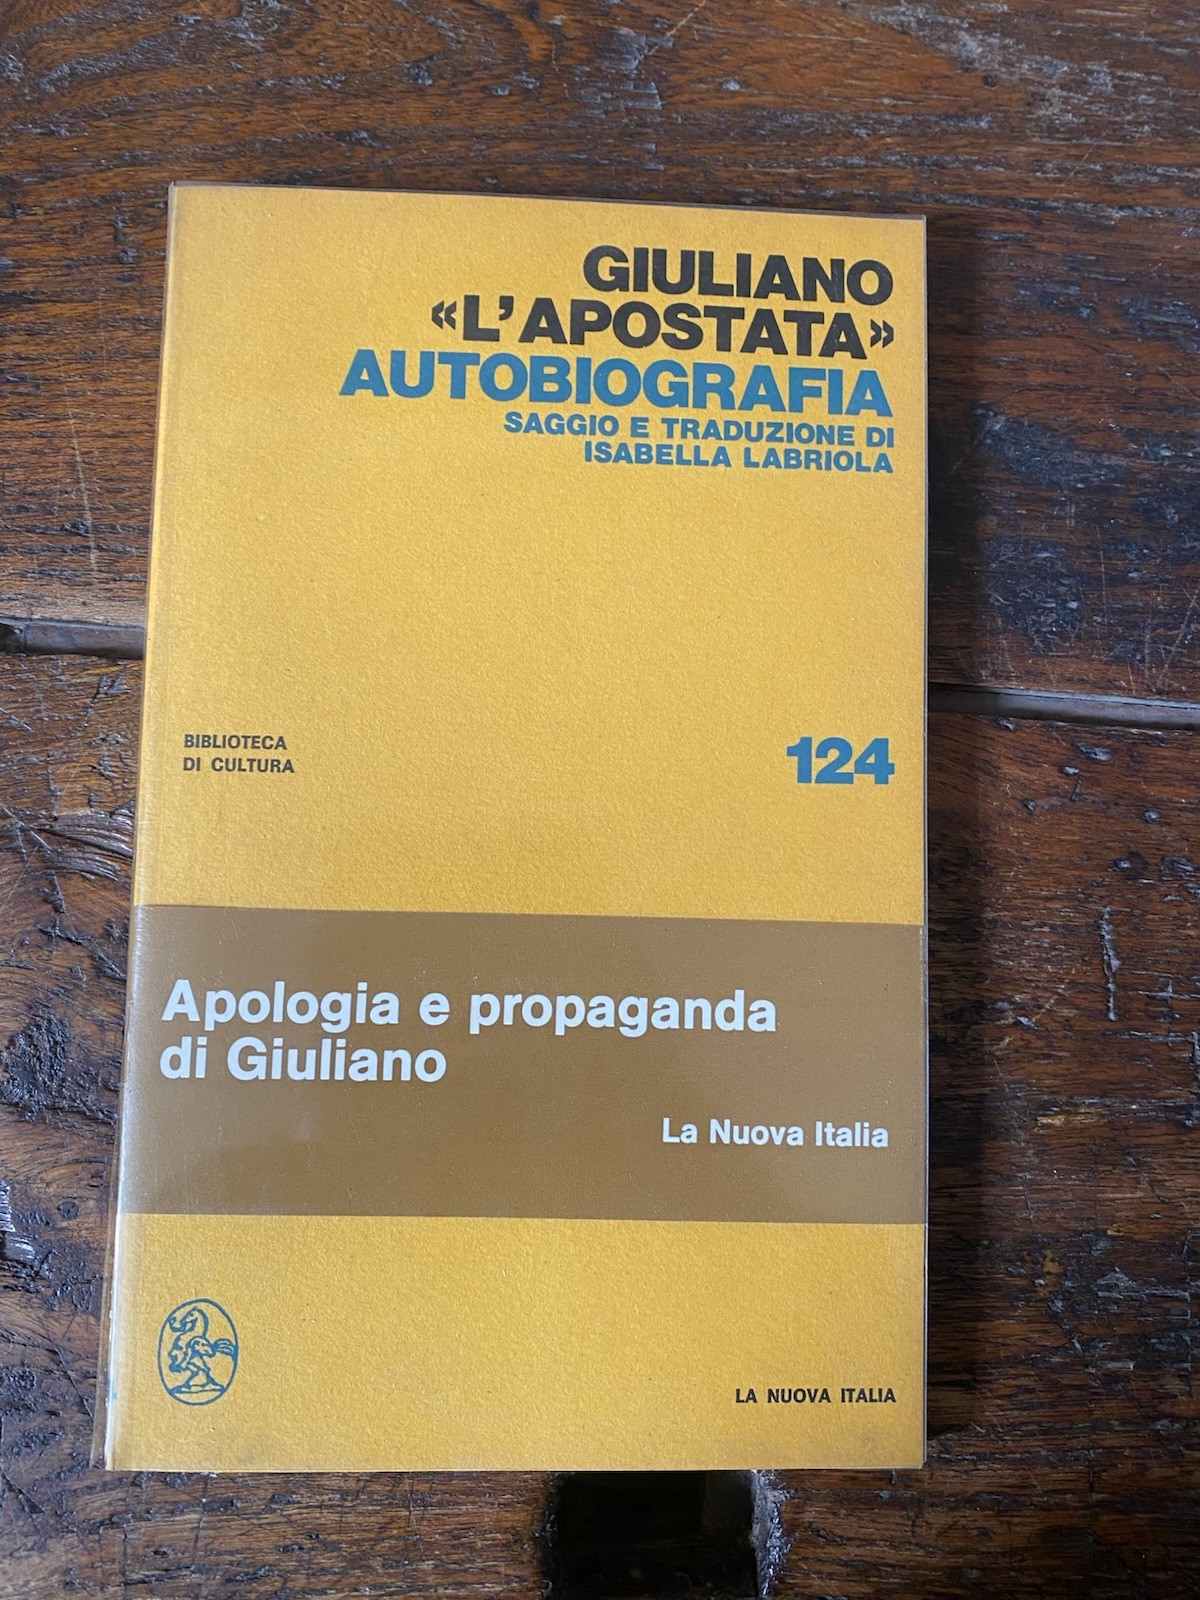 GIULIANO
«L'APOSTATA»
AUTOBIOGRAFIA
SAGGIO E TRADUZIONE DI
ISABELLA LABRIOLA
BIBLIOTECA
DI CULTURA
124
Apologia e propaganda
di Giuliano
La Nuova Italia
LA NUOVA ITALIA